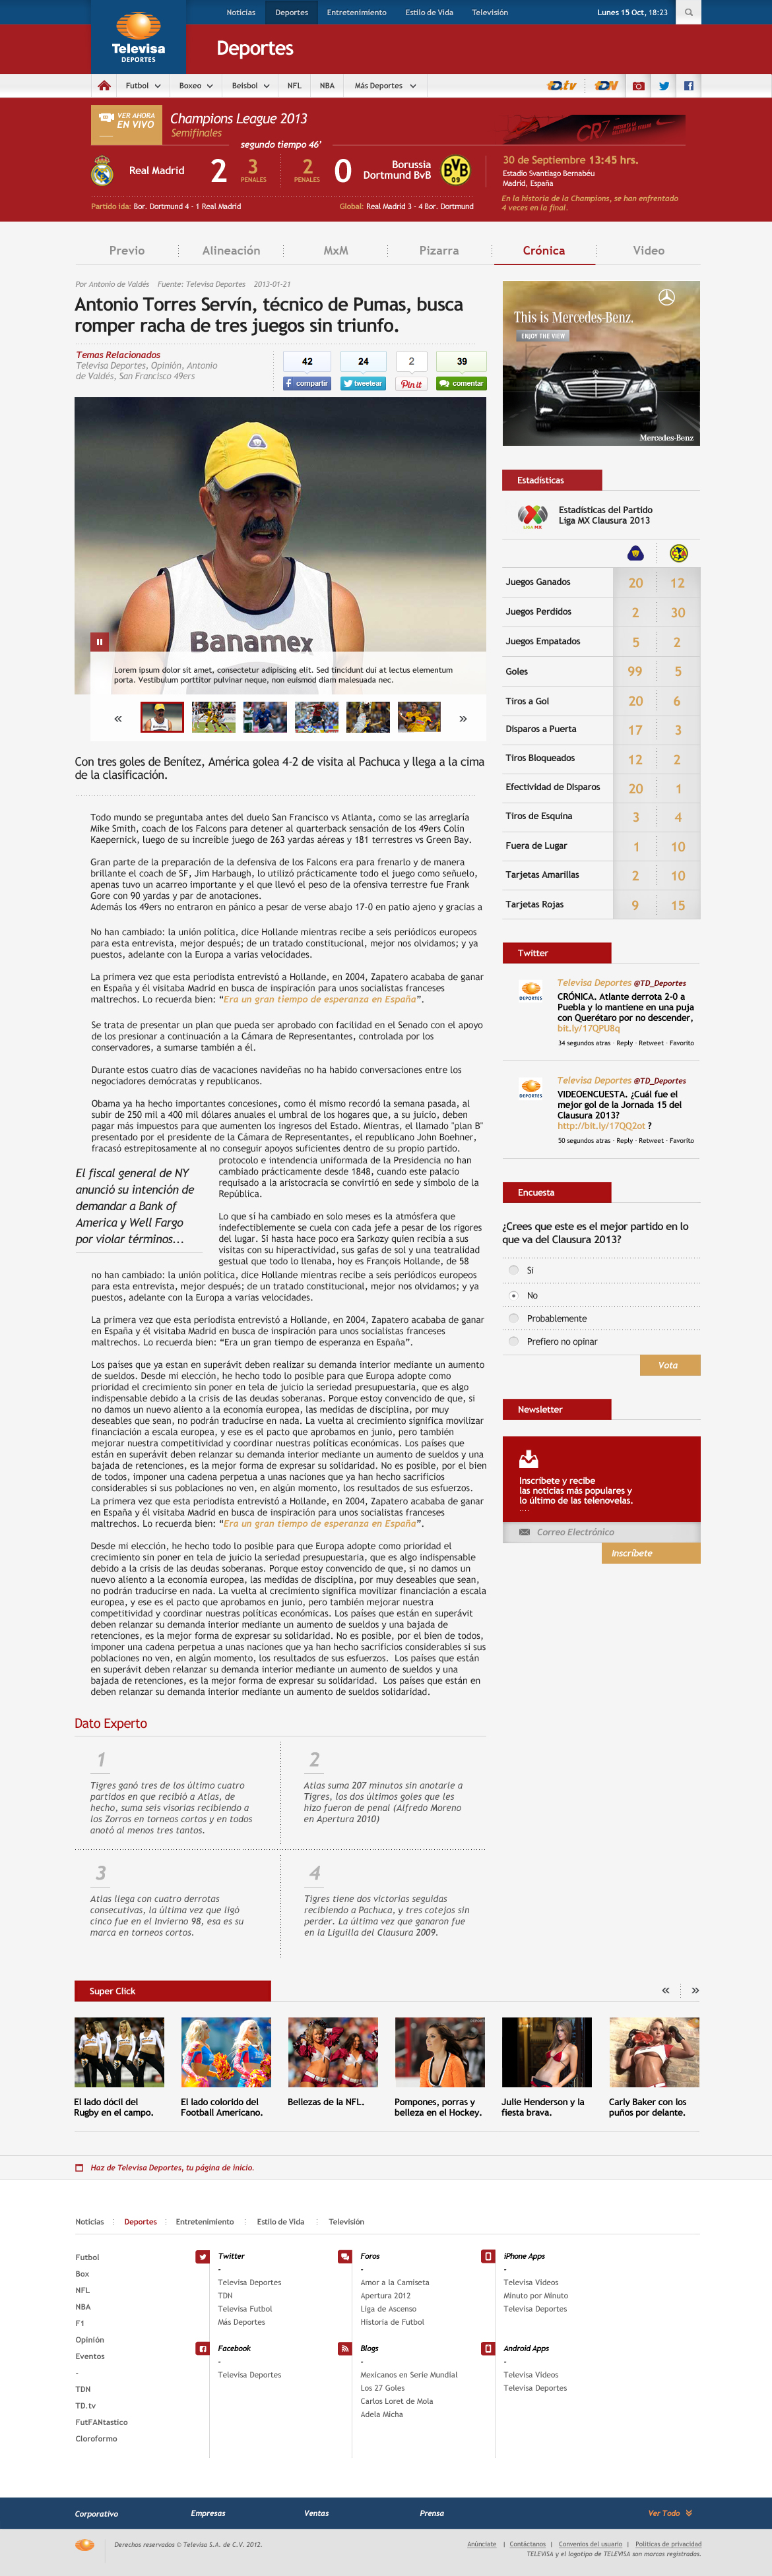 Noticias Deportes Entretenimiento Estilo de Vida Televisión Lunes 15 Oct, 18:23
Televisa
DEPORTES
Deportes
Futbol Boxeo Beisbol NFL NBA Más Deportes TD.tv TDN
VER AHORA
EN VIVO
Champions League 2013
Semifinales
segundo tiempo 46'
Real Madrid 2 3 PENALES 2 PENALES 0 Borussia
Dortmund BvB
Partido ida: Bor. Dortmund 4 - 1 Real Madrid Global: Real Madrid 3 - 4 Bor. Dortmund
CR7
30 de Septiembre 13:45 hrs.
Estadio Svantiago Bernabéu
Madrid, España
En la historia de la Champions, se han enfrentado
4 veces en la final.
Previo Alineación MxM Pizarra Crónica Video
Por Antonio de Valdés Fuente: Televisa Deportes 2013-01-21
Antonio Torres Servín, técnico de Pumas, busca
romper racha de tres juegos sin triunfo.
Temas Relacionados
Televisa Deportes, Opinión, Antonio
de Valdés, San Francisco 49ers
42 24 2 39
compartir tweetear Pin it comentar
Banamex
Lorem ipsum dolor sit amet, consectetur adipiscing elit. Sed tincidunt dui at lectus elementum
porta. Vestibulum porttitor pulvinar neque, non euismod diam malesuada nec.
Con tres goles de Benítez, América golea 4-2 de visita al Pachuca y llega a la cima
de la clasificación.
Todo mundo se preguntaba antes del duelo San Francisco vs Atlanta, como se las arreglaría
Mike Smith, coach de los Falcons para detener al quarterback sensación de los 49ers Colin
Kaepernick, luego de su increíble juego de 263 yardas aéreas y 181 terrestres vs Green Bay.
Gran parte de la preparación de la defensiva de los Falcons era para frenarlo y de manera
brillante el coach de SF, Jim Harbaugh, lo utilizó prácticamente todo el juego como señuelo,
apenas tuvo un acarreo importante y el que llevó el peso de la ofensiva terrestre fue Frank
Gore con 90 yardas y par de anotaciones.
Además los 49ers no entraron en pánico a pesar de verse abajo 17-0 en patio ajeno y gracias a
No han cambiado: la unión política, dice Hollande mientras recibe a seis periódicos europeos
para esta entrevista, mejor después; de un tratado constitucional, mejor nos olvidamos; y ya
puestos, adelante con la Europa a varias velocidades.
La primera vez que esta periodista entrevistó a Hollande, en 2004, Zapatero acababa de ganar
en España y él visitaba Madrid en busca de inspiración para unos socialistas franceses
maltrechos. Lo recuerda bien: “Era un gran tiempo de esperanza en España”.
Se trata de presentar un plan que pueda ser aprobado con facilidad en el Senado con el apoyo
de los presionar a continuación a la Cámara de Representantes, controlada por los
conservadores, a sumarse también a él.
Durante estos cuatro días de vacaciones navideñas no ha habido contactos directos entre los
negociadores demócratas y republicanos.
Obama ya ha hecho importantes concesiones, como él mismo recordó la semana pasada, al
subir de 250 mil a 400 mil dólares anuales el umbral de los hogares que, a su juicio, deben
pagar más impuestos para que aumenten los ingresos del Estado. Mientras, el llamado "plan B"
presentado por el presidente de la Cámara de Representantes, el republicano John Boehner,
fracasó estrepitosamente al no conseguir apoyos suficientes dentro de su propio partido.
El fiscal general de NY
anunció su intención de
demandar a Bank of
America y Well Fargo
por violar términos...
protocolo e intendencia uniformada de la Presidencia no han
cambiado prácticamente desde 1848, cuando este palacio
requisado a la aristocracia se convirtió en sede y símbolo de la
República.
Lo que sí ha cambiado en solo meses es la atmósfera que
indefectiblemente se cuela con cada jefe a pesar de los rigores
del lugar. Si hasta hace poco era Sarkozy quien recibía a sus
visitas con su hiperactividad, sus gafas de sol y una teatralidad
gestual que todo lo llenaba, hoy es François Hollande, de 58
no han cambiado: la unión política, dice Hollande mientras recibe a seis periódicos europeos
para esta entrevista, mejor después; de un tratado constitucional, mejor nos olvidamos; y ya
puestos, adelante con la Europa a varias velocidades.
La primera vez que esta periodista entrevistó a Hollande, en 2004, Zapatero acababa de ganar
en España y él visitaba Madrid en busca de inspiración para unos socialistas franceses
maltrechos. Lo recuerda bien: “Era un gran tiempo de esperanza en España”.
Los países que ya estan en superávit deben realizar su demanda interior mediante un aumento
de sueldos. Desde mi elección, he hecho todo lo posible para que Europa adopte como
prioridad el crecimiento sin poner en tela de juicio la seriedad presupuestaria, que es algo
indispensable debido a la crisis de las deudas soberanas. Porque estoy convencido de que, si
no damos un nuevo aliento a la economía europea, las medidas de disciplina, por muy
deseables que sean, no podrán traducirse en nada. La vuelta al crecimiento significa movilizar
financiación a escala europea, y ese es el pacto que aprobamos en junio, pero también
mejorar nuestra competitividad y coordinar nuestras políticas económicas. Los países que
están en superávit deben relanzar su demanda interior mediante un aumento de sueldos y una
bajada de retenciones, es la mejor forma de expresar su solidaridad. No es posible, por el bien
de todos, imponer una cadena perpetua a unas naciones que ya han hecho sacrificios
considerables si sus poblaciones no ven, en algún momento, los resultados de sus esfuerzos.
La primera vez que esta periodista entrevistó a Hollande, en 2004, Zapatero acababa de ganar
en España y él visitaba Madrid en busca de inspiración para unos socialistas franceses
maltrechos. Lo recuerda bien: “Era un gran tiempo de esperanza en España”.
Desde mi elección, he hecho todo lo posible para que Europa adopte como prioridad el
crecimiento sin poner en tela de juicio la seriedad presupuestaria, que es algo indispensable
debido a la crisis de las deudas soberanas. Porque estoy convencido de que, si no damos un
nuevo aliento a la economía europea, las medidas de disciplina, por muy deseables que sean,
no podrán traducirse en nada. La vuelta al crecimiento significa movilizar financiación a escala
europea, y ese es el pacto que aprobamos en junio, pero también mejorar nuestra
competitividad y coordinar nuestras políticas económicas. Los países que están en superávit
deben relanzar su demanda interior mediante un aumento de sueldos y una bajada de
retenciones, es la mejor forma de expresar su solidaridad. No es posible, por el bien de todos,
imponer una cadena perpetua a unas naciones que ya han hecho sacrificios considerables si sus
poblaciones no ven, en algún momento, los resultados de sus esfuerzos. Los países que están
en superávit deben relanzar su demanda interior mediante un aumento de sueldos y una
bajada de retenciones, es la mejor forma de expresar su solidaridad. Los países que están en
deben relanzar su demanda interior mediante un aumento de sueldos solidaridad.
Dato Experto
1
Tigres ganó tres de los último cuatro
partidos en que recibió a Atlas, de
hecho, suma seis visorias recibiendo a
los Zorros en torneos cortos y en todos
anotó al menos tres tantos.
2
Atlas suma 207 minutos sin anotarle a
Tigres, los dos últimos goles que les
hizo fueron de penal (Alfredo Moreno
en Apertura 2010)
3
Atlas llega con cuatro derrotas
consecutivas, la última vez que ligó
cinco fue en el Invierno 98, esa es su
marca en torneos cortos.
4
Tigres tiene dos victorias seguidas
recibiendo a Pachuca, y tres cotejos sin
perder. La última vez que ganaron fue
en la Liguilla del Clausura 2009.
This is Mercedes-Benz.
ENJOY THE VIEW
Mercedes-Benz
Estadísticas
LIGA MX
Estadísticas del Partido
Liga MX Clausura 2013
Juegos Ganados 20 12
Juegos Perdidos 2 30
Juegos Empatados 5 2
Goles 99 5
Tiros a Gol 20 6
Disparos a Puerta 17 3
Tiros Bloqueados 12 2
Efectividad de Disparos 20 1
Tiros de Esquina 3 4
Fuera de Lugar 1 10
Tarjetas Amarillas 2 10
Tarjetas Rojas 9 15
Twitter
Televisa Deportes @TD_Deportes
CRÓNICA. Atlante derrota 2-0 a
Puebla y lo mantiene en una puja
con Querétaro por no descender,
bit.ly/17QPU8q
34 segundos atras · Reply · Retweet · Favorito
Televisa Deportes @TD_Deportes
VIDEOENCUESTA. ¿Cuál fue el
mejor gol de la Jornada 15 del
Clausura 2013?
http://bit.ly/17QQ2ot ?
50 segundos atras · Reply · Retweet · Favorito
Encuesta
¿Crees que este es el mejor partido en lo
que va del Clausura 2013?
Si
No
Probablemente
Prefiero no opinar
Vota
Newsletter
Inscribete y recibe
las noticias más populares y
lo último de las telenovelas.
Correo Electrónico
Inscríbete
Super Click
El lado dócil del
Rugby en el campo.
El lado colorido del
Football Americano.
Bellezas de la NFL.
Pompones, porras y
belleza en el Hockey.
Julie Henderson y la
fiesta brava.
Carly Baker con los
puños por delante.
Haz de Televisa Deportes, tu página de inicio.
Noticias Deportes Entretenimiento Estilo de Vida Televisión
Futbol
Box
NFL
NBA
F1
Opinión
Eventos
-
TDN
TD.tv
FutFANtastico
Cloroformo
Twitter
-
Televisa Deportes
TDN
Televisa Futbol
Más Deportes
Facebook
-
Televisa Deportes
Foros
-
Amor a la Camiseta
Apertura 2012
Liga de Ascenso
Historia de Futbol
Blogs
-
Mexicanos en Serie Mundial
Los 27 Goles
Carlos Loret de Mola
Adela Micha
iPhone Apps
-
Televisa Videos
Minuto por Minuto
Televisa Deportes
Android Apps
-
Televisa Videos
Televisa Deportes
Corporativo Empresas Ventas Prensa Ver Todo
Derechos reservados © Televisa S.A. de C.V. 2012.
Anúnciate | Contáctanos | Convenios del usuario | Políticas de privacidad
TELEVISA y el logotipo de TELEVISA son marcas registradas.